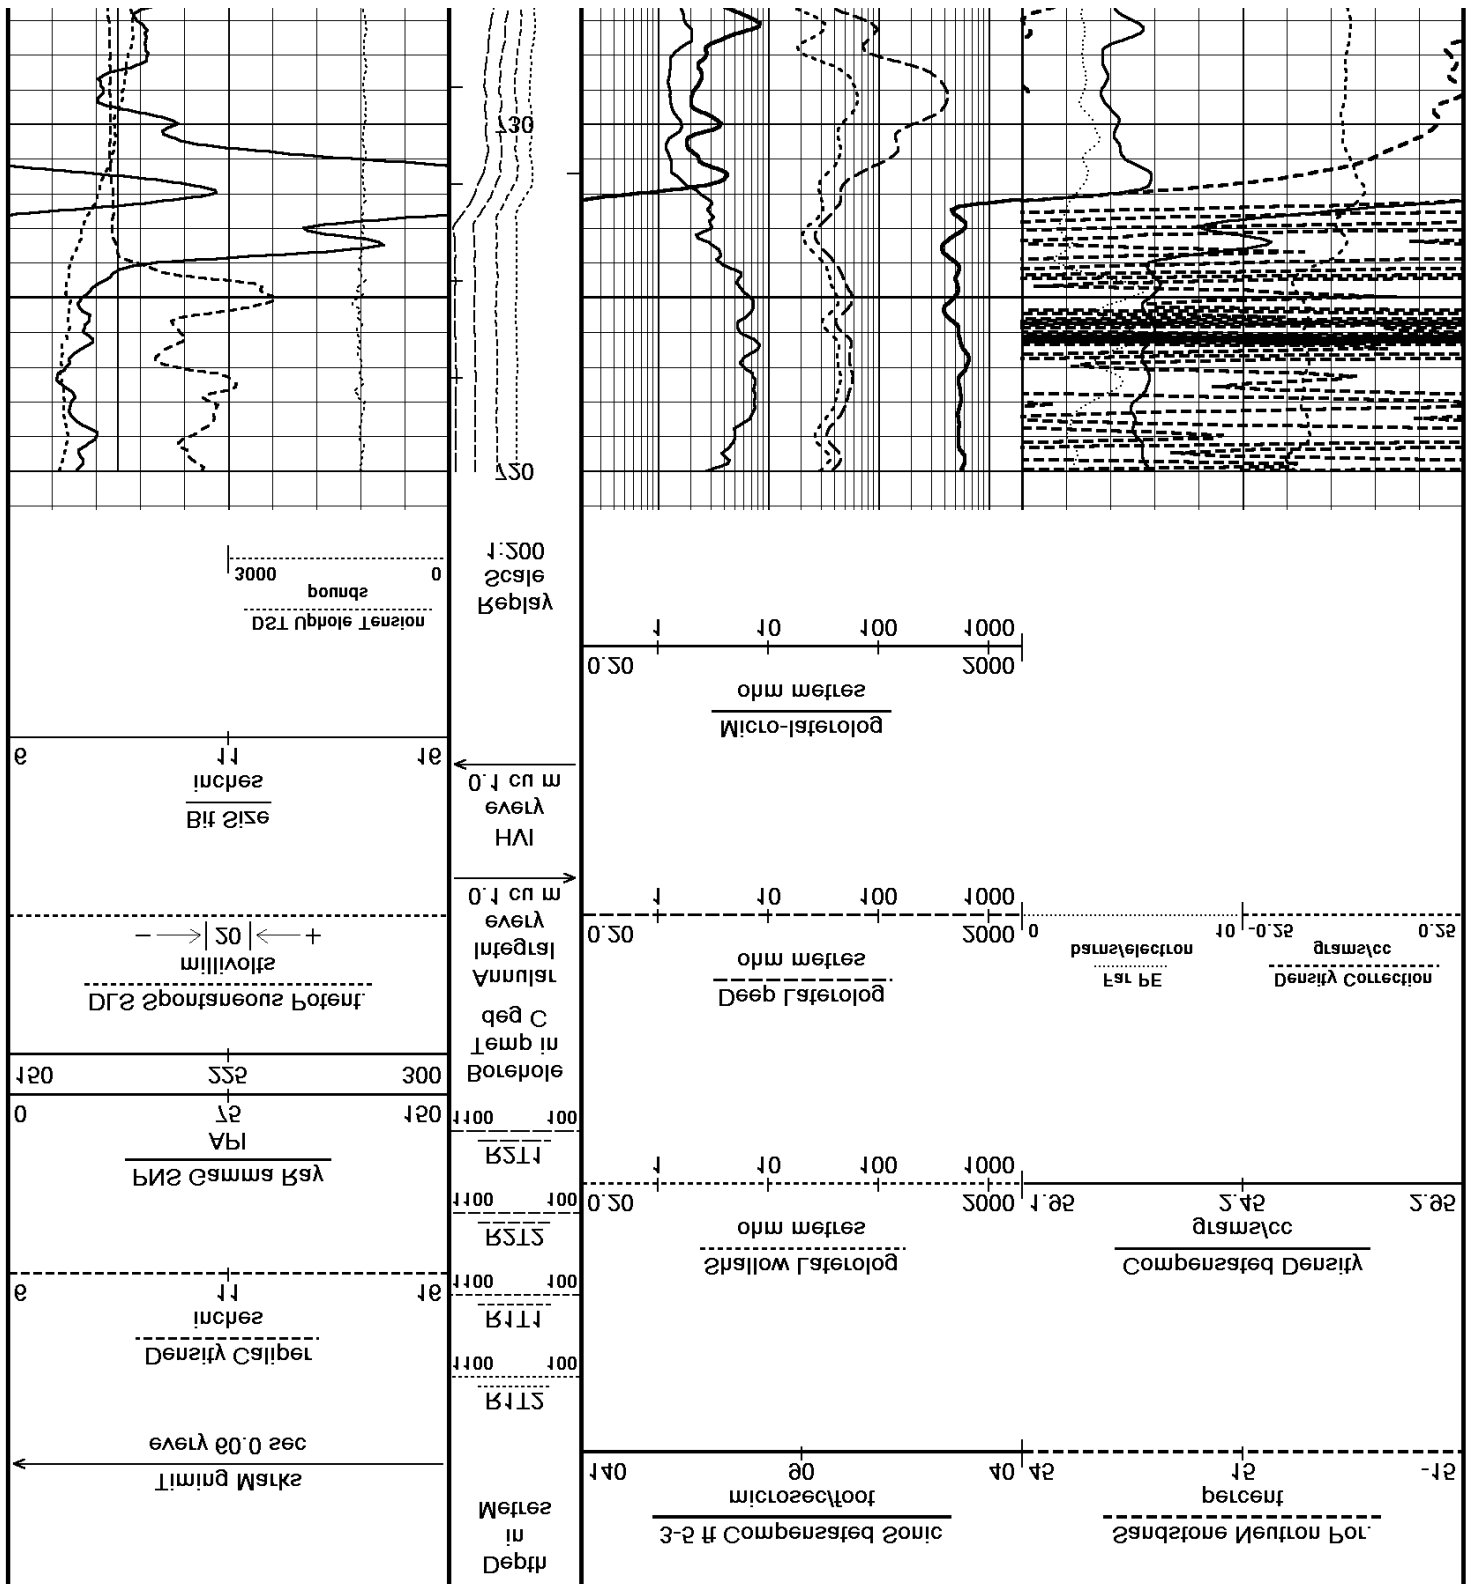 Timing Marks
every 60.0 sec
Density Caliper
inches
6 11 16
PNS Gamma Ray
API
0 75 150
150 225 300
DLS Spontaneous Potent.
millivolts
− 20 +
Bit Size
inches
6 11 16
DST Uphole Tension
pounds
3000 0
Depth
in
Metres
R1T2
1100 100
R1T1
1100 100
R2T2
1100 100
R2T1
1100 100
Borehole
Temp in
deg C
Annular
Integral
every
0.1 cu m
HVI
every
0.1 cu m
Replay
Scale
1:200
720
730
3-5 ft Compensated Sonic
microsec/foot
140 90 40
Shallow Laterolog
ohm metres
0.20 2000
1 10 100 1000
Deep Laterolog
ohm metres
0.20 2000
1 10 100 1000
Micro-laterolog
ohm metres
0.20 2000
1 10 100 1000
Sandstone Neutron Por.
percent
45 15 -15
Compensated Density
grams/cc
1.95 2.45 2.95
Far PE
barns/electron
0 10
Density Correction
grams/cc
-0.25 0.25